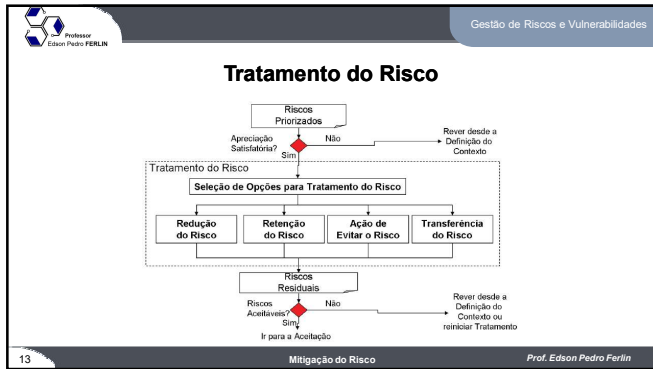 Professor
Edson Pedro FERLIN
Gestão de Riscos e Vulnerabilidades
Tratamento do Risco
Riscos
Priorizados
Apreciação
Satisfatória?
Não
Sim
Rever desde a
Definição do
Contexto
Tratamento do Risco
Seleção de Opções para Tratamento do Risco
Redução
do Risco
Retenção
do Risco
Ação de
Evitar o Risco
Transferência
do Risco
Riscos
Residuais
Riscos
Aceitáveis?
Não
Sim
Rever desde a
Definição do
Contexto ou
reiniciar Tratamento
Ir para a Aceitação
13
Mitigação do Risco
Prof. Edson Pedro Ferlin